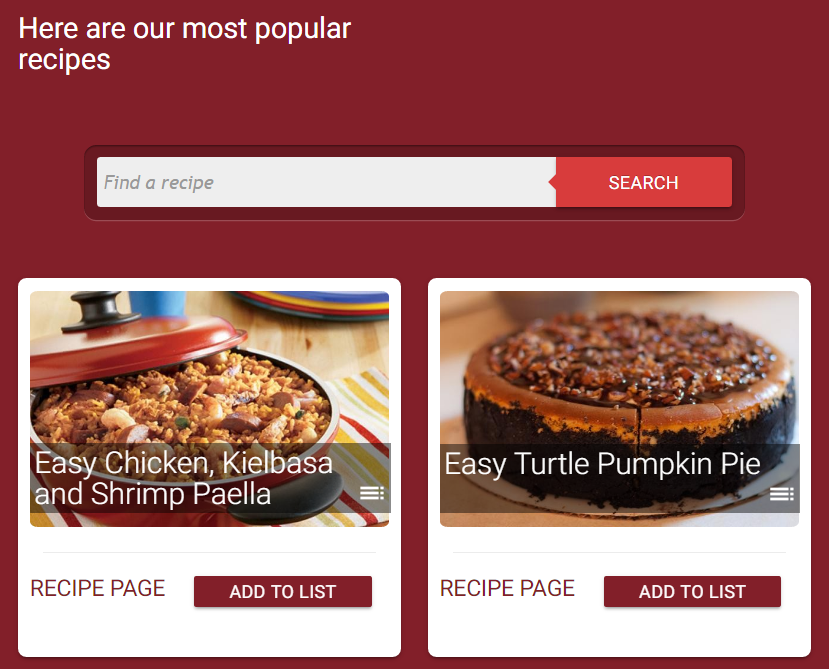 Here are our most popular
recipes
Find a recipe
SEARCH
Easy Chicken, Kielbasa
and Shrimp Paella
Easy Turtle Pumpkin Pie
RECIPE PAGE
ADD TO LIST
RECIPE PAGE
ADD TO LIST